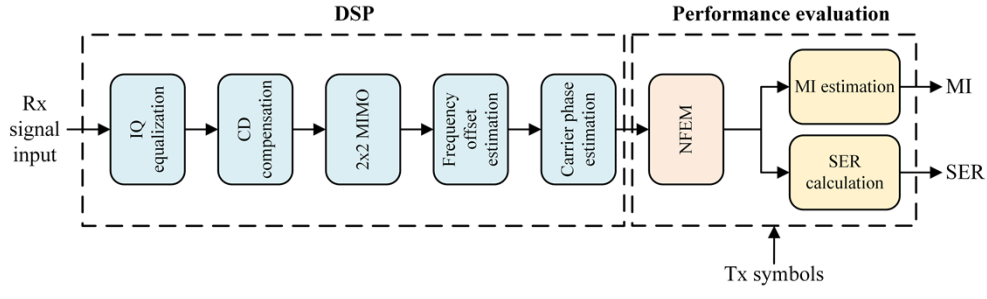 DSP
Performance evaluation
Rx
signal
input
IQ
equalization
CD
compensation
2x2 MIMO
Frequency
offset
estimation
Carrier phase
estimation
NFEM
MI estimation
MI
SER
calculation
SER
Tx symbols